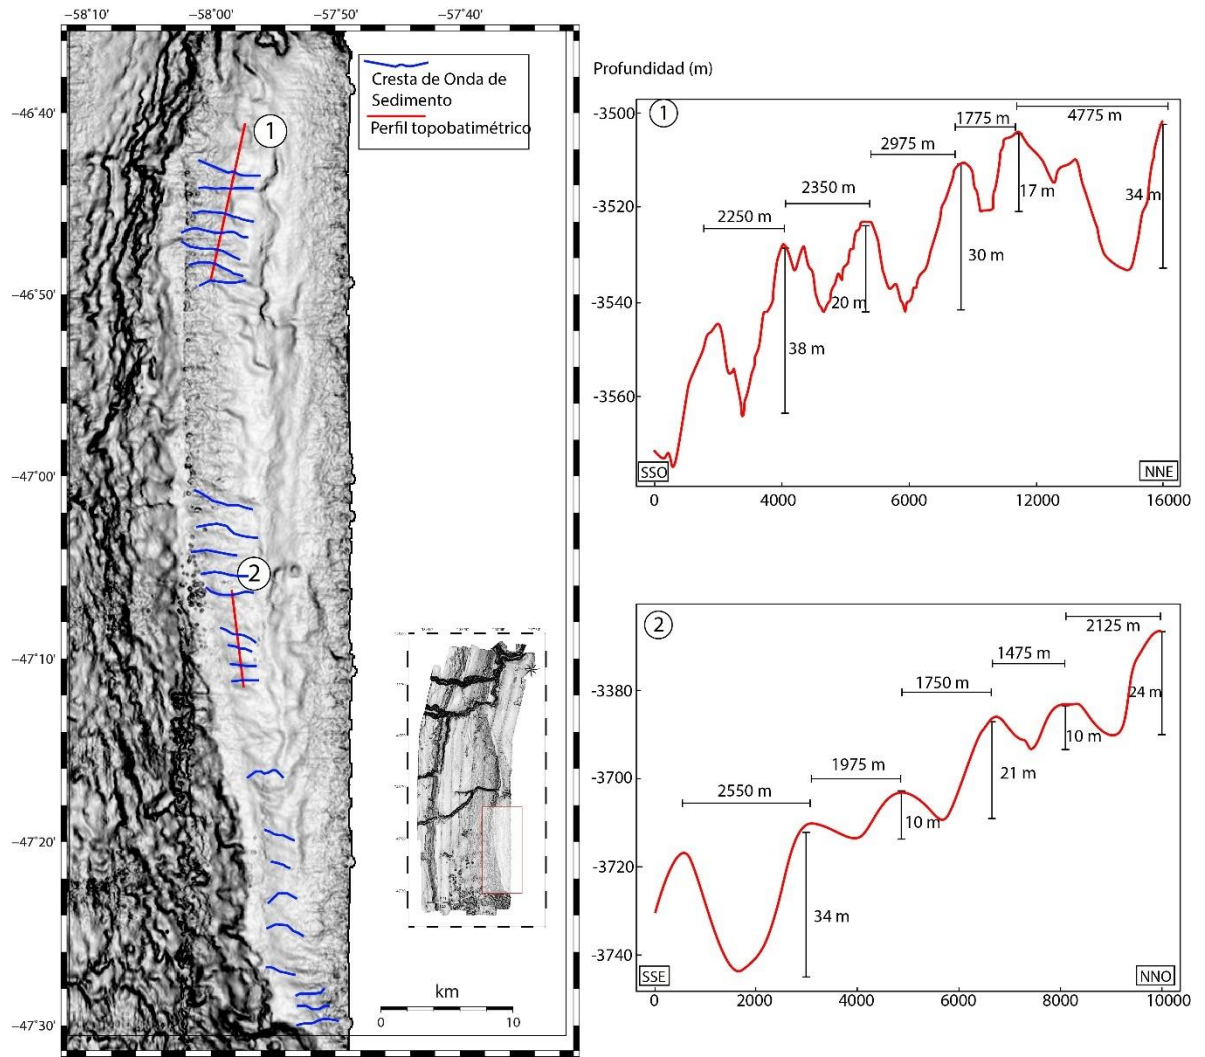 −58°10' −58°00' −57°50' −57°40'
−46°40'
−46°50'
−47°00'
−47°10'
−47°20'
−47°30'
Cresta de Onda de
Sedimento
Perfil topobatimétrico
1
2
km
0 10
Profundidad (m)
1
-3500
-3520
-3540
-3560
2250 m
2350 m
2975 m
1775 m
4775 m
38 m
20 m
30 m
17 m
34 m
SSO
NNE
0 4000 6000 12000 16000
2
-3380
-3700
-3720
-3740
2550 m
1975 m
1750 m
1475 m
2125 m
34 m
10 m
21 m
10 m
24 m
SSE
NNO
0 2000 4000 6000 8000 10000